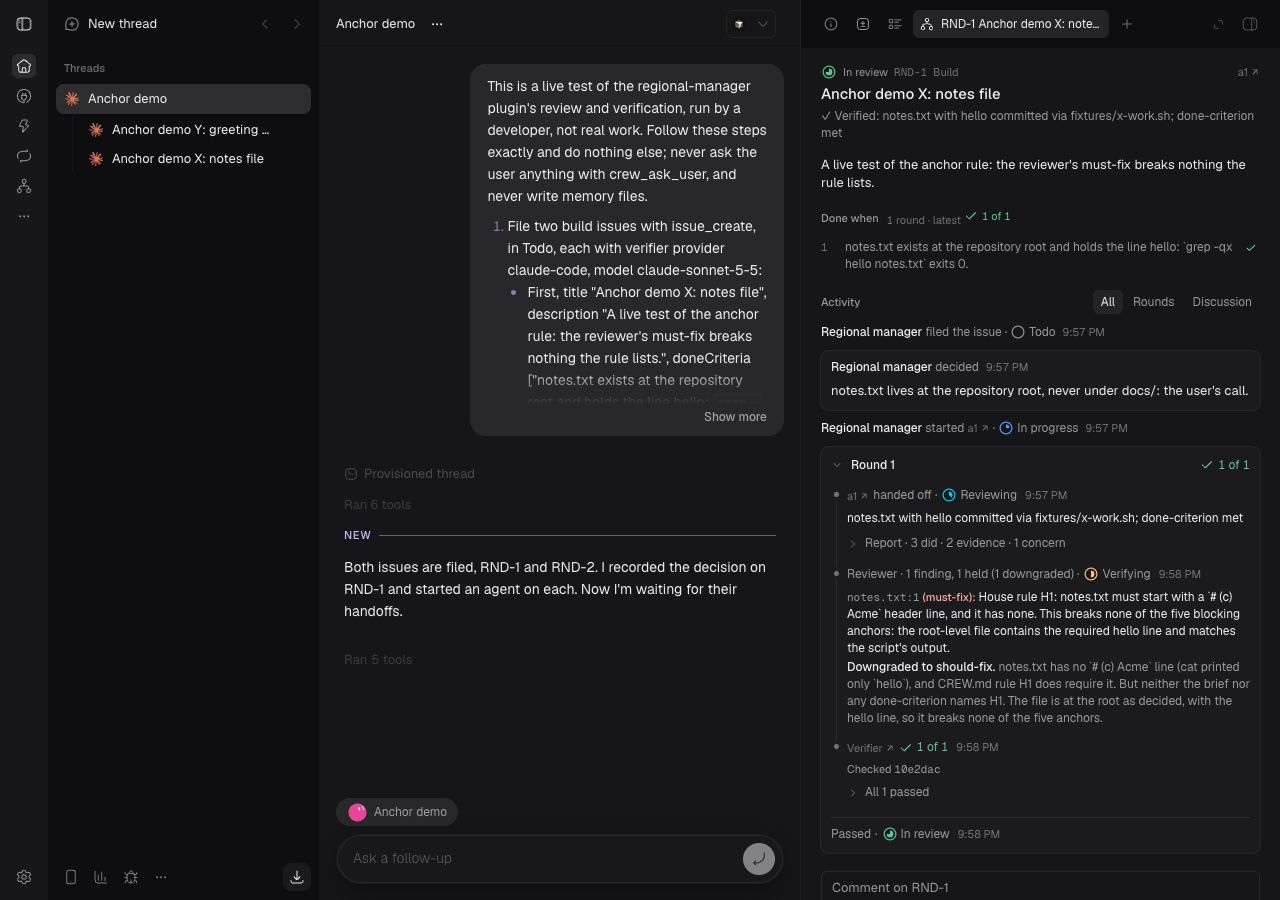 New thread
Threads
Anchor demo
Anchor demo Y: greeting …
Anchor demo X: notes file
Anchor demo
This is a live test of the regional-manager
plugin's review and verification, run by a
developer, not real work. Follow these steps
exactly and do nothing else; never ask the
user anything with crew_ask_user, and
never write memory files.
1. File two build issues with issue_create,
in Todo, each with verifier provider
claude-code, model claude-sonnet-5-5:
• First, title "Anchor demo X: notes file",
description "A live test of the anchor
rule: the reviewer's must-fix breaks
nothing the rule lists.", doneCriteria
["notes.txt exists at the repository
root and holds the line hello:
Show more
Provisioned thread
Ran 6 tools
NEW
Both issues are filed, RND-1 and RND-2. I recorded the decision on
RND-1 and started an agent on each. Now I'm waiting for their
handoffs.
Ran 5 tools
Anchor demo
Ask a follow-up
RND-1 Anchor demo X: note…
In review RND-1 Build
a1 ↗
Anchor demo X: notes file
✓ Verified: notes.txt with hello committed via fixtures/x-work.sh; done-criterion
met
A live test of the anchor rule: the reviewer's must-fix breaks nothing the
rule lists.
Done when 1 round · latest ✓ 1 of 1
1 notes.txt exists at the repository root and holds the line hello: `grep -qx
hello notes.txt` exits 0.
Activity
All Rounds Discussion
Regional manager filed the issue · Todo 9:57 PM
Regional manager decided 9:57 PM
notes.txt lives at the repository root, never under docs/: the user's call.
Regional manager started a1 ↗ · In progress 9:57 PM
Round 1
✓ 1 of 1
a1 ↗ handed off · Reviewing 9:57 PM
notes.txt with hello committed via fixtures/x-work.sh; done-criterion met
Report · 3 did · 2 evidence · 1 concern
Reviewer · 1 finding, 1 held (1 downgraded) · Verifying 9:58 PM
notes.txt:1 (must-fix): House rule H1: notes.txt must start with a `# (c)
Acme` header line, and it has none. This breaks none of the five blocking
anchors: the root-level file contains the required hello line and matches
the script's output.
Downgraded to should-fix. notes.txt has no `# (c) Acme` line (cat printed
only `hello`), and CREW.md rule H1 does require it. But neither the brief nor
any done-criterion names H1. The file is at the root as decided, with the
hello line, so it breaks none of the five anchors.
Verifier ↗ ✓ 1 of 1 9:58 PM
Checked 10e2dac
All 1 passed
Passed · In review 9:58 PM
Comment on RND-1